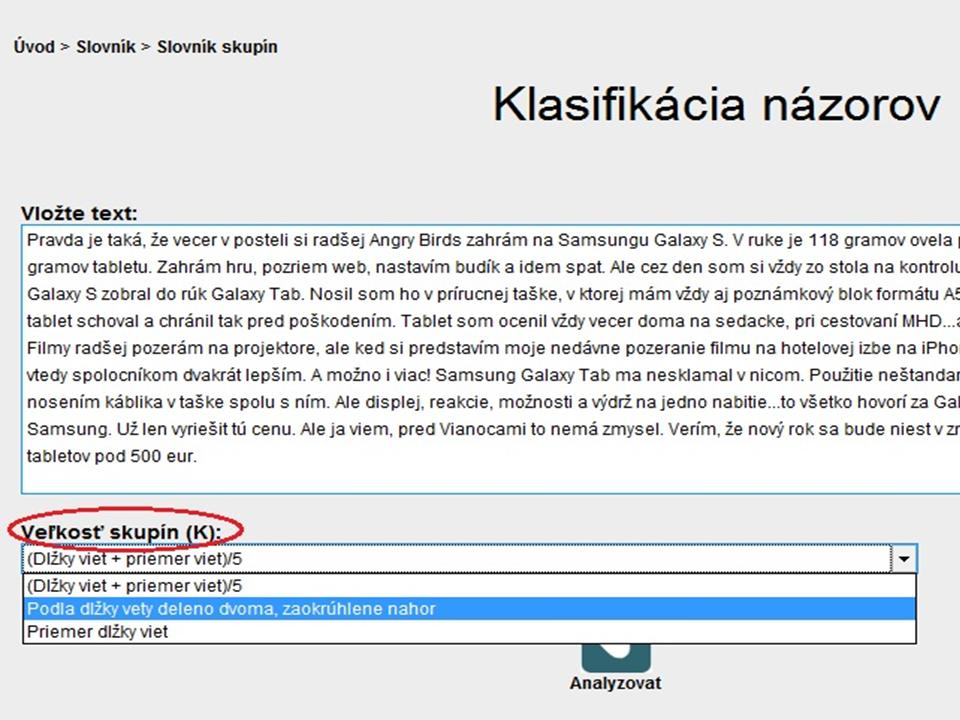 Úvod > Slovník > Slovník skupín
Klasifikácia názorov
Vložte text:
Pravda je taká, že vecer v posteli si radšej Angry Birds zahrám na Samsungu Galaxy S. V ruke je 118 gramov ovela
gramov tabletu. Zahrám hru, pozriem web, nastavím budík a idem spat. Ale cez den som si vždy zo stola na kontrolu
Galaxy S zobral do rúk Galaxy Tab. Nosil som ho v prírucnej taške, v ktorej mám vždy aj poznámkový blok formátu A5
tablet schoval a chránil tak pred poškodením. Tablet som ocenil vždy vecer doma na sedacke, pri cestovaní MHD...
Filmy radšej pozerám na projektore, ale ked si predstavím moje nedávne pozeranie filmu na hotelovej izbe na
vtedy spolocníkom dvakrát lepším. A možno i viac! Samsung Galaxy Tab ma nesklamal v nicom. Použitie
nosením káblika v taške spolu s ním. Ale displej, reakcie, možnosti a výdrž na jedno nabitie...to všetko hovorí za
Samsung. Už len vyriešit tú cenu. Ale ja viem, pred Vianocami to nemá zmysel. Verím, že nový rok sa bude niest v
tabletov pod 500 eur.
Veľkosť skupín (K):
(Dlžky viet + priemer viet)/5
(Dlžky viet + priemer viet)/5
Podla dlžky vety deleno dvoma, zaokrúhlene nahor
Priemer dlžky viet
Analyzovat